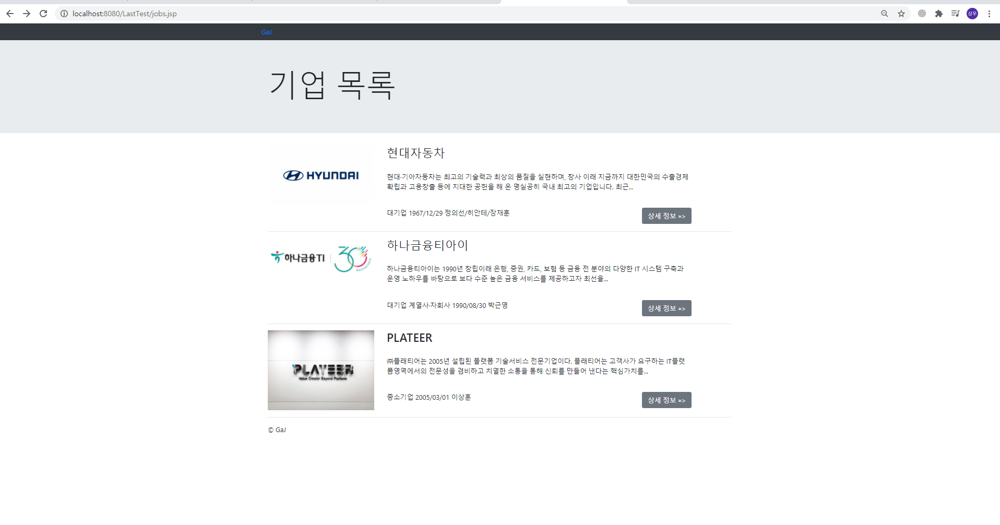 localhost:8080/LastTest/jobs.jsp
상우
GaJ
기업 목록
HYUNDAI
현대자동차
현대·기아자동차는 최고의 기술력과 최상의 품질을 실현하며, 창사 이래 지금까지 대한민국의 수출경제
확립과 고용창출 등에 지대한 공헌을 해 온 명실공히 국내 최고의 기업입니다. 최근...
대기업 1967/12/29 정의선/히안테/장재훈
상세 정보 »>
하나금융TI
30
Anniversary
하나금융티아이
하나금융티아이는 1990년 창립이래 은행, 증권, 카드, 보험 등 금융 전 분야의 다양한 IT 시스템 구축과
운영 노하우를 바탕으로 보다 수준 높은 금융 서비스를 제공하고자 최선을...
대기업 계열사·자회사 1990/08/30 박근영
상세 정보 »>
PLATEER
Value Creator Beyond Platform
PLATEER
㈜플래티어는 2005년 설립된 플랫폼 기술서비스 전문기업이다. 플래티어는 고객사가 요구하는 IT플랫
폼영역에서의 전문성을 겸비하고 치열한 소통을 통해 신뢰를 만들어 낸다는 핵심가치를...
중소기업 2005/03/01 이상훈
상세 정보 »>
© GaJ